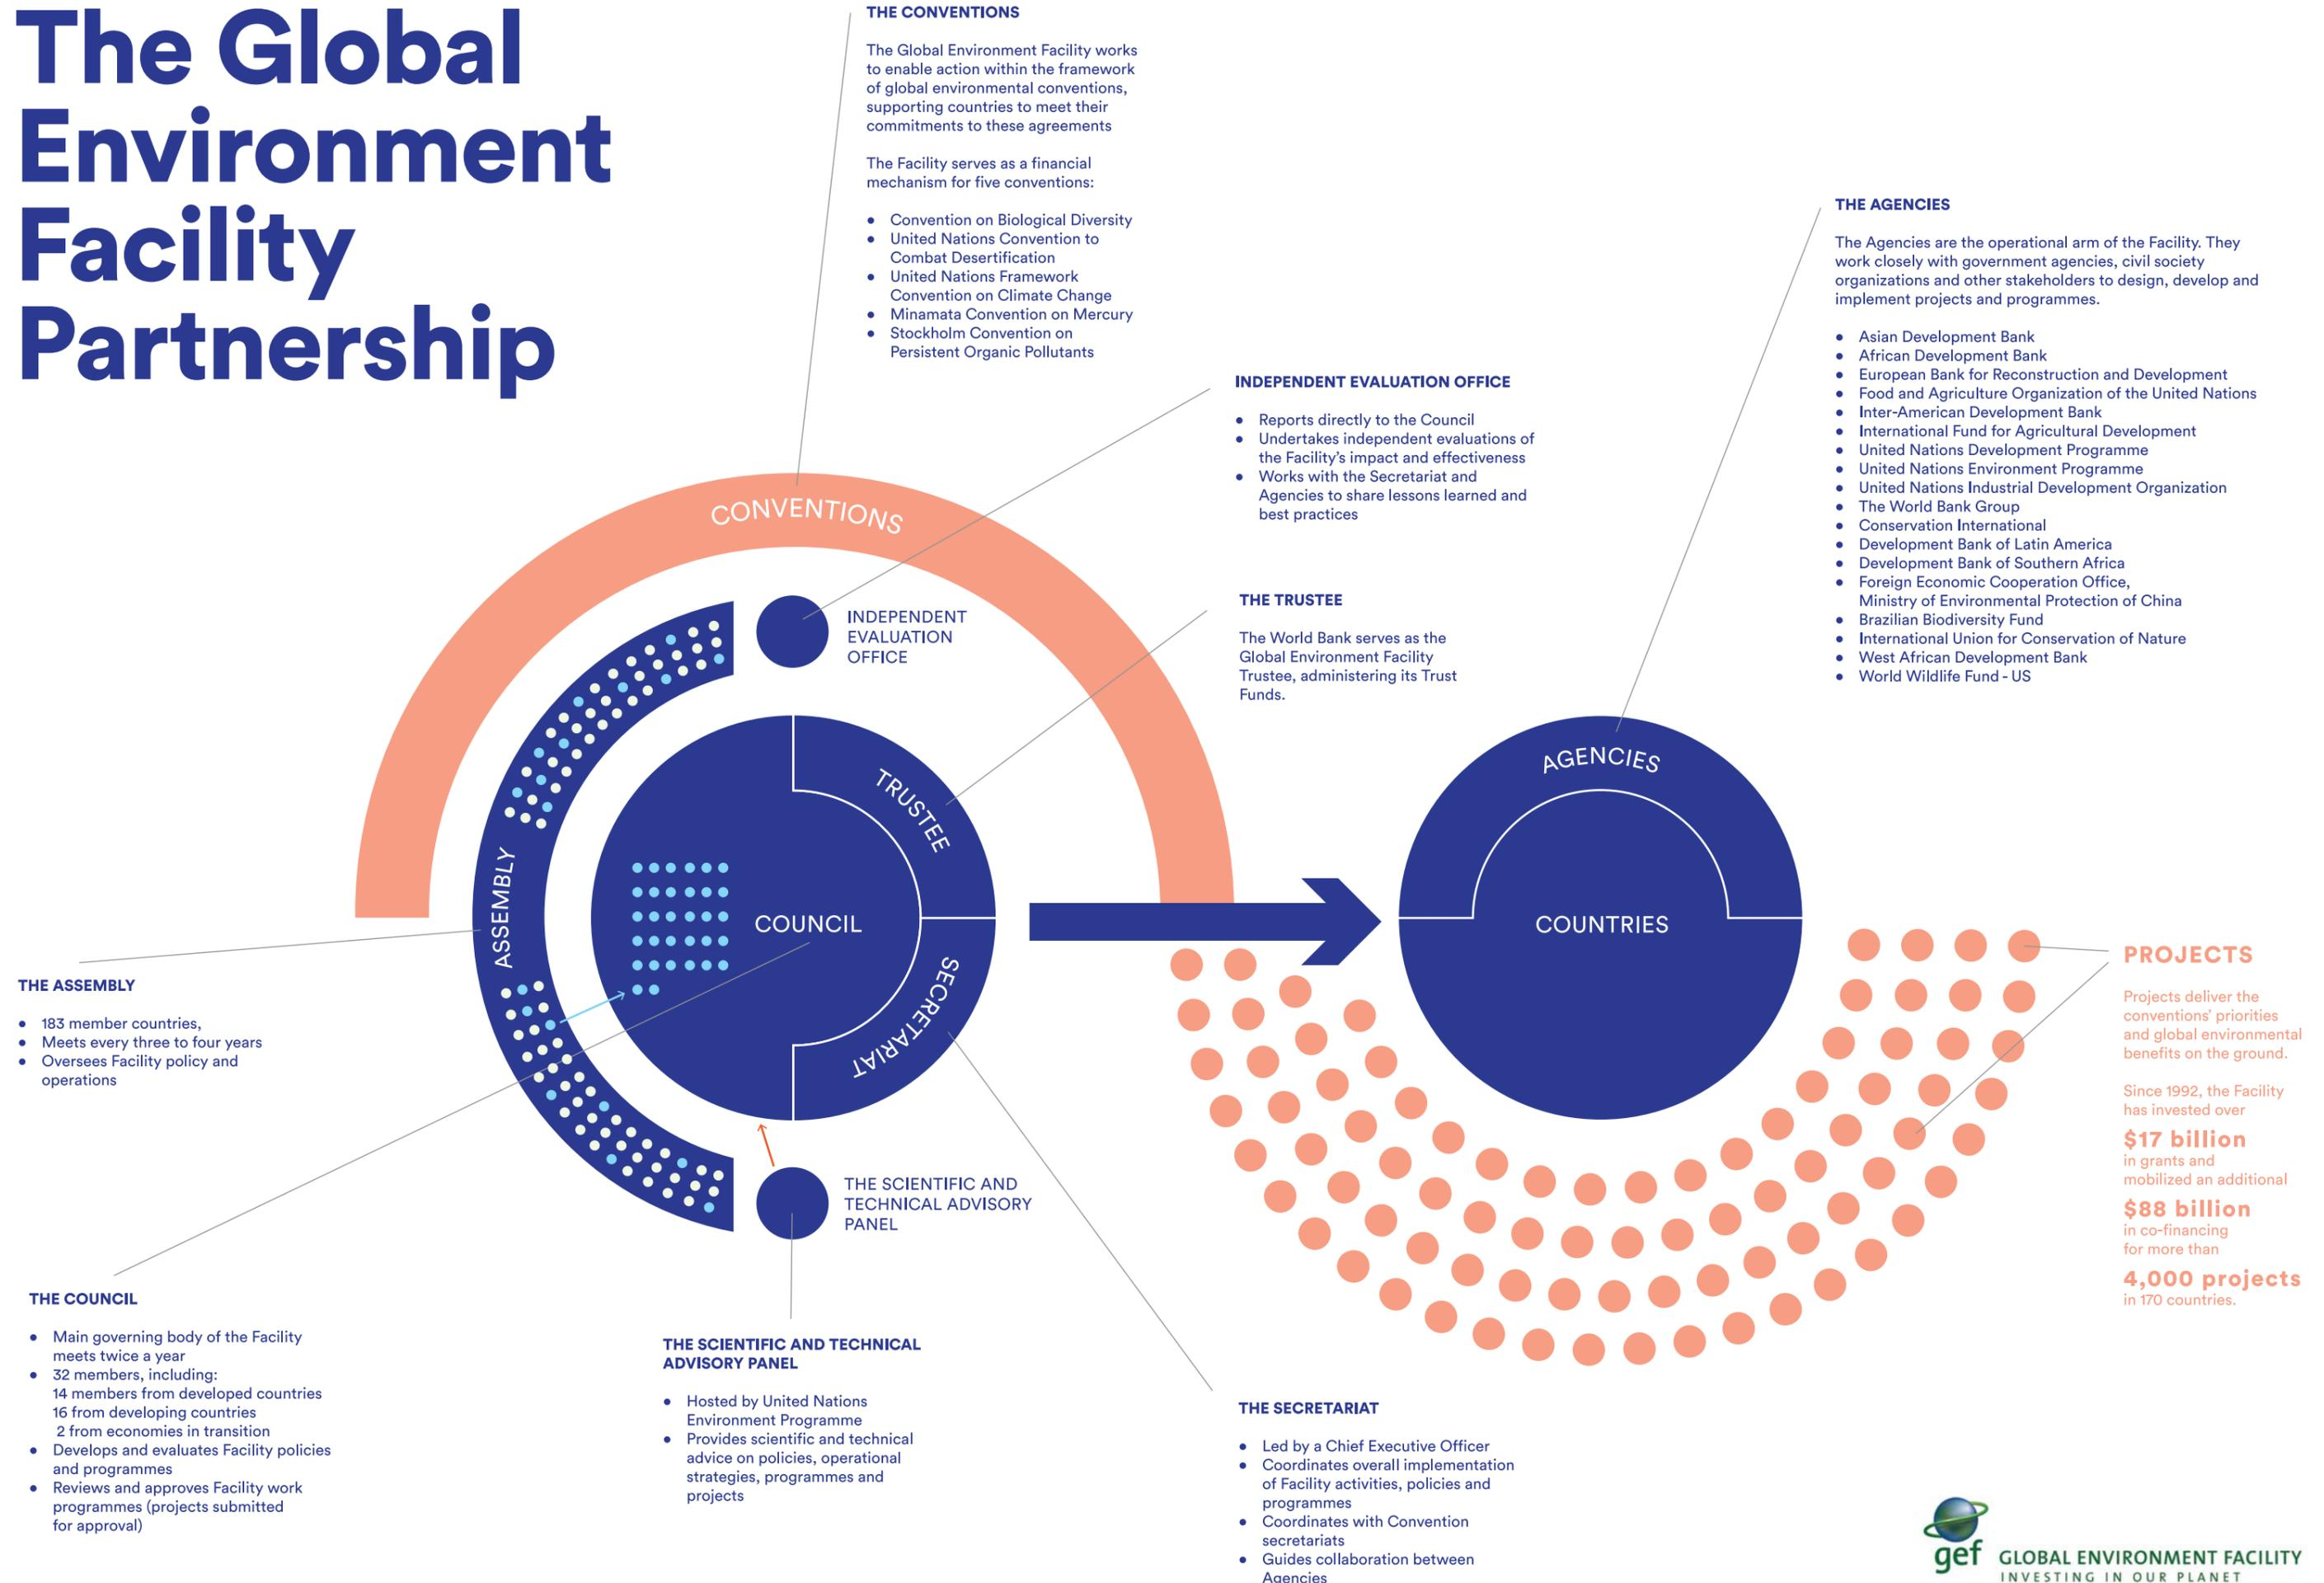 The Global
Environment
Facility
Partnership
THE CONVENTIONS
The Global Environment Facility works
to enable action within the framework
of global environmental conventions,
supporting countries to meet their
commitments to these agreements
The Facility serves as a financial
mechanism for five conventions:
• Convention on Biological Diversity
• United Nations Convention to
Combat Desertification
• United Nations Framework
Convention on Climate Change
• Minamata Convention on Mercury
• Stockholm Convention on
Persistent Organic Pollutants
INDEPENDENT EVALUATION OFFICE
• Reports directly to the Council
• Undertakes independent evaluations of
the Facility's impact and effectiveness
• Works with the Secretariat and
Agencies to share lessons learned and
best practices
THE TRUSTEE
The World Bank serves as the
Global Environment Facility
Trustee, administering its Trust
Funds.
THE AGENCIES
The Agencies are the operational arm of the Facility. They
work closely with government agencies, civil society
organizations and other stakeholders to design, develop and
implement projects and programmes.
• Asian Development Bank
• African Development Bank
• European Bank for Reconstruction and Development
• Food and Agriculture Organization of the United Nations
• Inter-American Development Bank
• International Fund for Agricultural Development
• United Nations Development Programme
• United Nations Environment Programme
• United Nations Industrial Development Organization
• The World Bank Group
• Conservation International
• Development Bank of Latin America
• Development Bank of Southern Africa
• Foreign Economic Cooperation Office,
Ministry of Environmental Protection of China
• Brazilian Biodiversity Fund
• International Union for Conservation of Nature
• West African Development Bank
• World Wildlife Fund - US
CONVENTIONS
INDEPENDENT
EVALUATION
OFFICE
ASSEMBLY
TRUSTEE
COUNCIL
SECRETARIAT
AGENCIES
COUNTRIES
THE SCIENTIFIC AND
TECHNICAL ADVISORY
PANEL
THE ASSEMBLY
• 183 member countries,
• Meets every three to four years
• Oversees Facility policy and
operations
THE COUNCIL
• Main governing body of the Facility
meets twice a year
• 32 members, including:
14 members from developed countries
16 from developing countries
2 from economies in transition
• Develops and evaluates Facility policies
and programmes
• Reviews and approves Facility work
programmes (projects submitted
for approval)
THE SCIENTIFIC AND TECHNICAL
ADVISORY PANEL
• Hosted by United Nations
Environment Programme
• Provides scientific and technical
advice on policies, operational
strategies, programmes and
projects
THE SECRETARIAT
• Led by a Chief Executive Officer
• Coordinates overall implementation
of Facility activities, policies and
programmes
• Coordinates with Convention
secretariats
• Guides collaboration between
Agencies
PROJECTS
Projects deliver the
conventions' priorities
and global environmental
benefits on the ground.
Since 1992, the Facility
has invested over
$17 billion
in grants and
mobilized an additional
$88 billion
in co-financing
for more than
4,000 projects
in 170 countries.
gef GLOBAL ENVIRONMENT FACILITY
INVESTING IN OUR PLANET